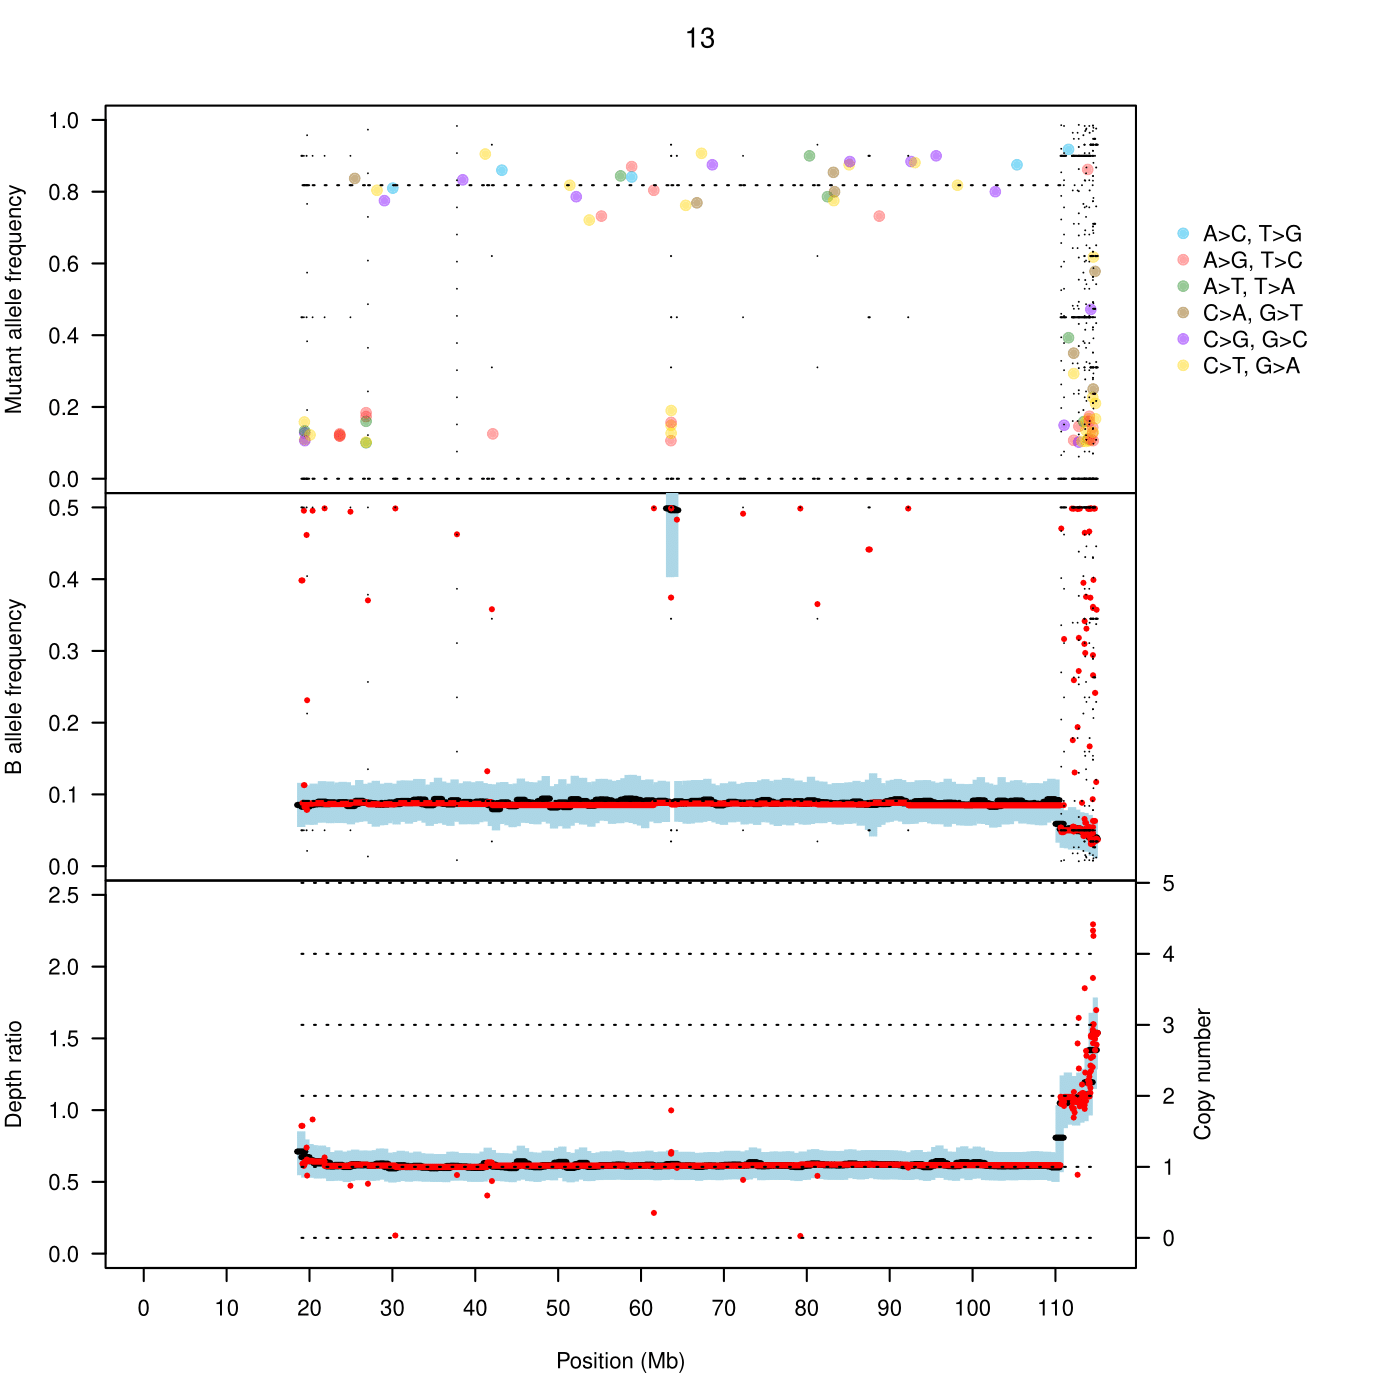 13
Mutant allele frequency
1.0
0.8
0.6
0.4
0.2
0.0
A>C, T>G
A>G, T>C
A>T, T>A
C>A, G>T
C>G, G>C
C>T, G>A
B allele frequency
0.5
0.4
0.3
0.2
0.1
0.0
Depth ratio
2.5
2.0
1.5
1.0
0.5
0.0
5
4
3
2
1
0
Copy number
0 10 20 30 40 50 60 70 80 90 100 110
Position (Mb)